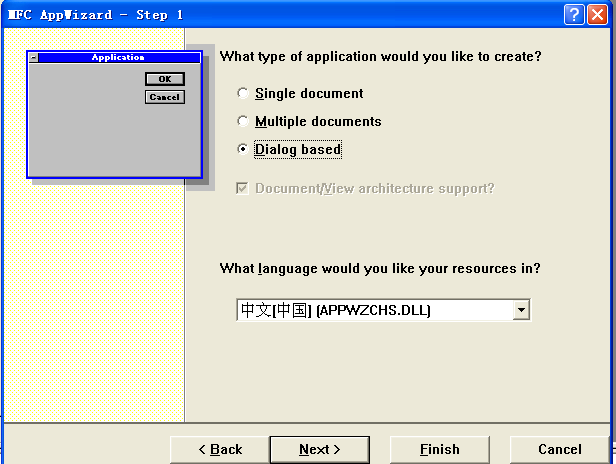 MFC AppWizard - Step 1
Application
OK
Cancel
What type of application would you like to create?
Single document
Multiple documents
Dialog based
Document/View architecture support?
What language would you like your resources in?
中文[中国] (APPWZCHS.DLL)
< Back
Next >
Finish
Cancel